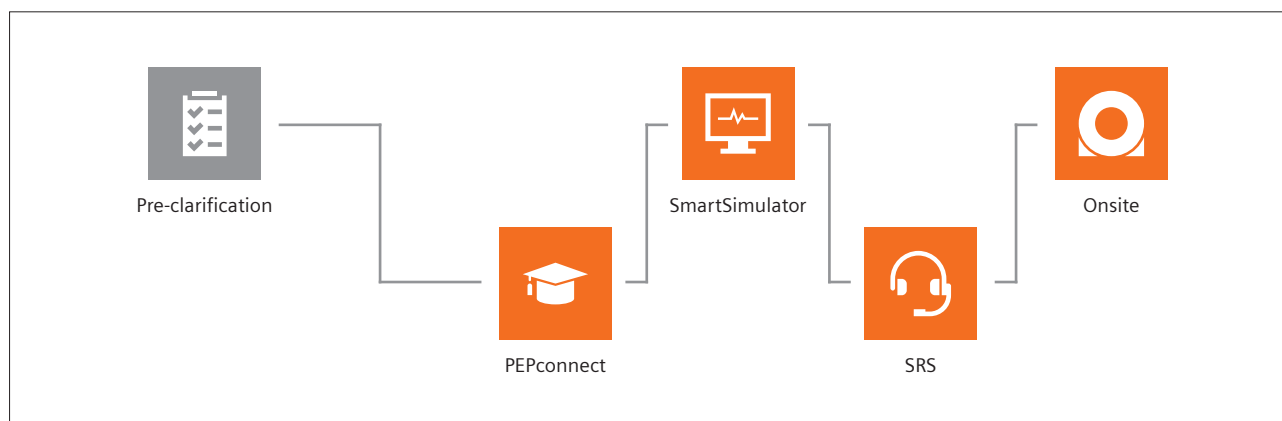 Pre-clarification
PEPconnect
SmartSimulator
SRS
Onsite